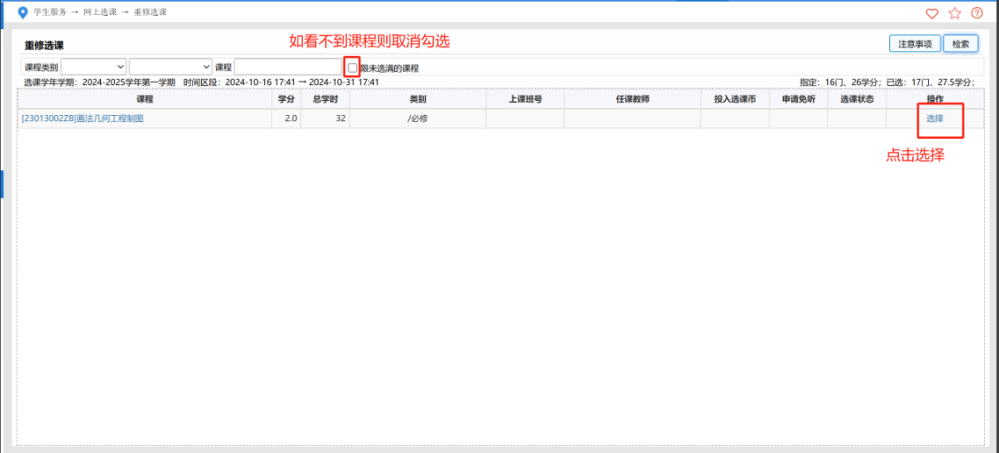 学生服务 → 网上选课 → 重修选课
重修选课
如看不到课程则取消勾选
注意事项
检索
课程类别
课程
限未选满的课程
选课学年学期：2024-2025学年第一学期 时间区段：2024-10-16 17:41 → 2024-10-31 17:41
指定：16门、26学分；已选：17门、27.5学分；
课程 学分 总学时 类别 上课班号 任课教师 投入选课币 申请免听 选课状态 操作
[23013002ZB]画法几何工程制图 2.0 32 /必修 选择
点击选择